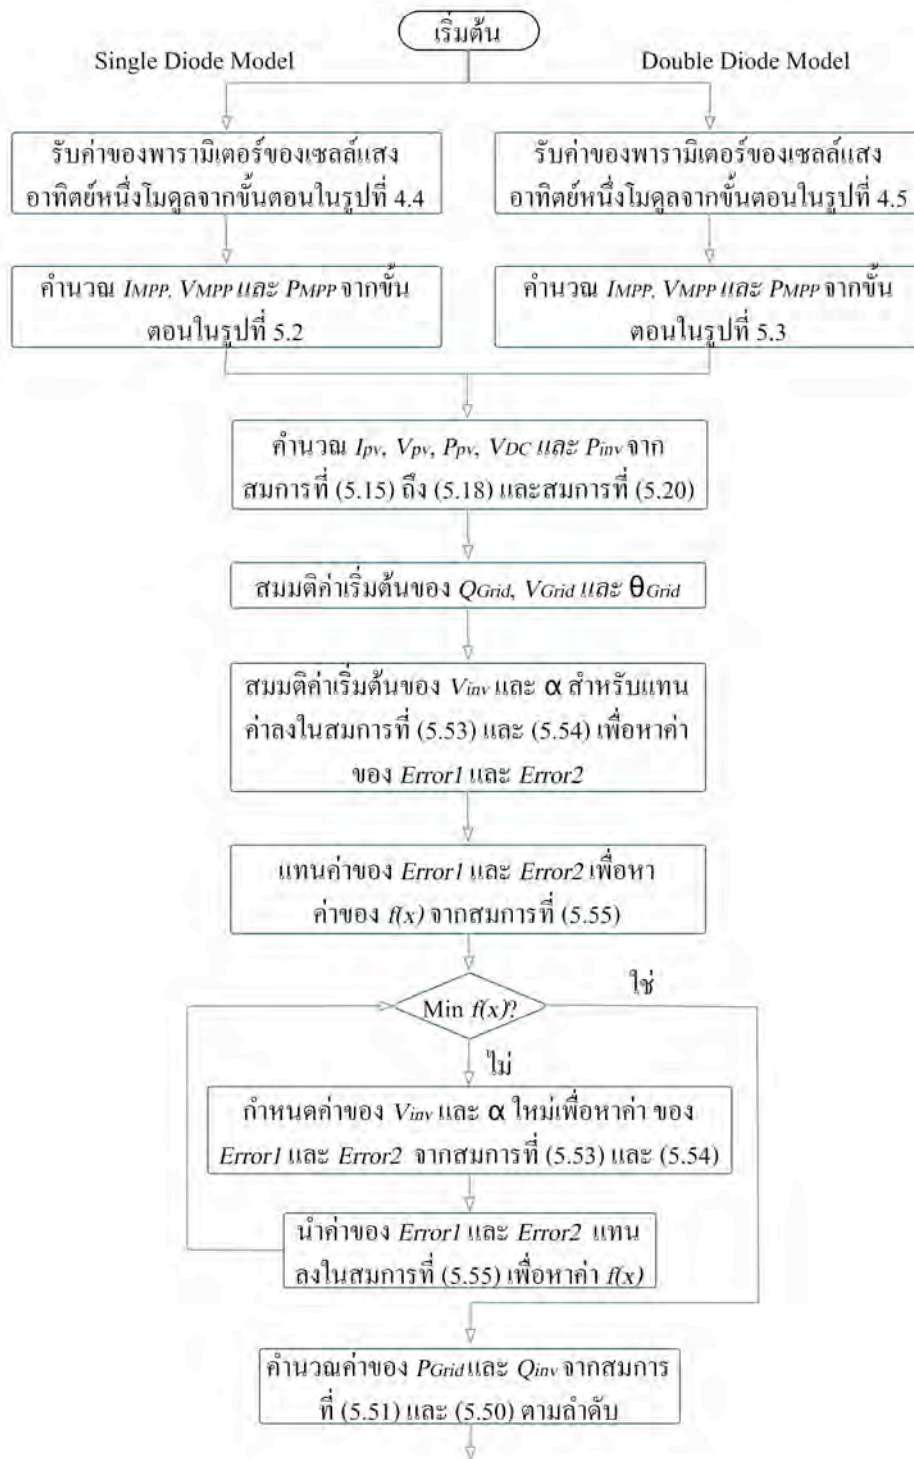 เริ่มต้น
Single Diode Model
Double Diode Model
รับค่าของพารามิเตอร์ของเซลล์แสง
อาทิตย์หนึ่งโมดูลจากขั้นตอนในรูปที่ 4.4
รับค่าของพารามิเตอร์ของเซลล์แสง
อาทิตย์หนึ่งโมดูลจากขั้นตอนในรูปที่ 4.5
คำนวณ IMPP, VMPP และ PMPP จากขั้น
ตอนในรูปที่ 5.2
คำนวณ IMPP, VMPP และ PMPP จากขั้น
ตอนในรูปที่ 5.3
คำนวณ Ipv, Vpv, Ppv, VDC และ Pinv จาก
สมการที่ (5.15) ถึง (5.18) และสมการที่ (5.20)
สมมติค่าเริ่มต้นของ QGrid, VGrid และ θGrid
สมมติค่าเริ่มต้นของ Vinv และ α สำหรับแทน
ค่าลงในสมการที่ (5.53) และ (5.54) เพื่อหาค่า
ของ Error1 และ Error2
แทนค่าของ Error1 และ Error2 เพื่อหา
ค่าของ f(x) จากสมการที่ (5.55)
ใช่
Min f(x)?
ไม่
กำหนดค่าของ Vinv และ α ใหม่เพื่อหาค่า ของ
Error1 และ Error2 จากสมการที่ (5.53) และ (5.54)
นำค่าของ Error1 และ Error2 แทน
ลงในสมการที่ (5.55) เพื่อหาค่า f(x)
คำนวณค่าของ PGrid และ Qinv จากสมการ
ที่ (5.51) และ (5.50) ตามลำดับ